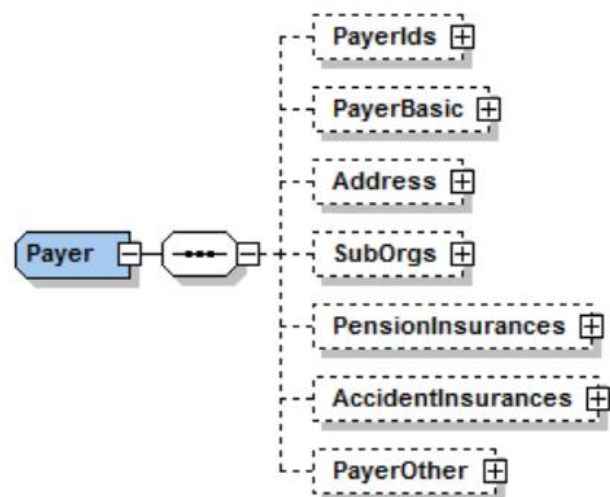 PayerIds
PayerBasic
Address
Payer
SubOrgs
PensionInsurances
AccidentInsurances
PayerOther